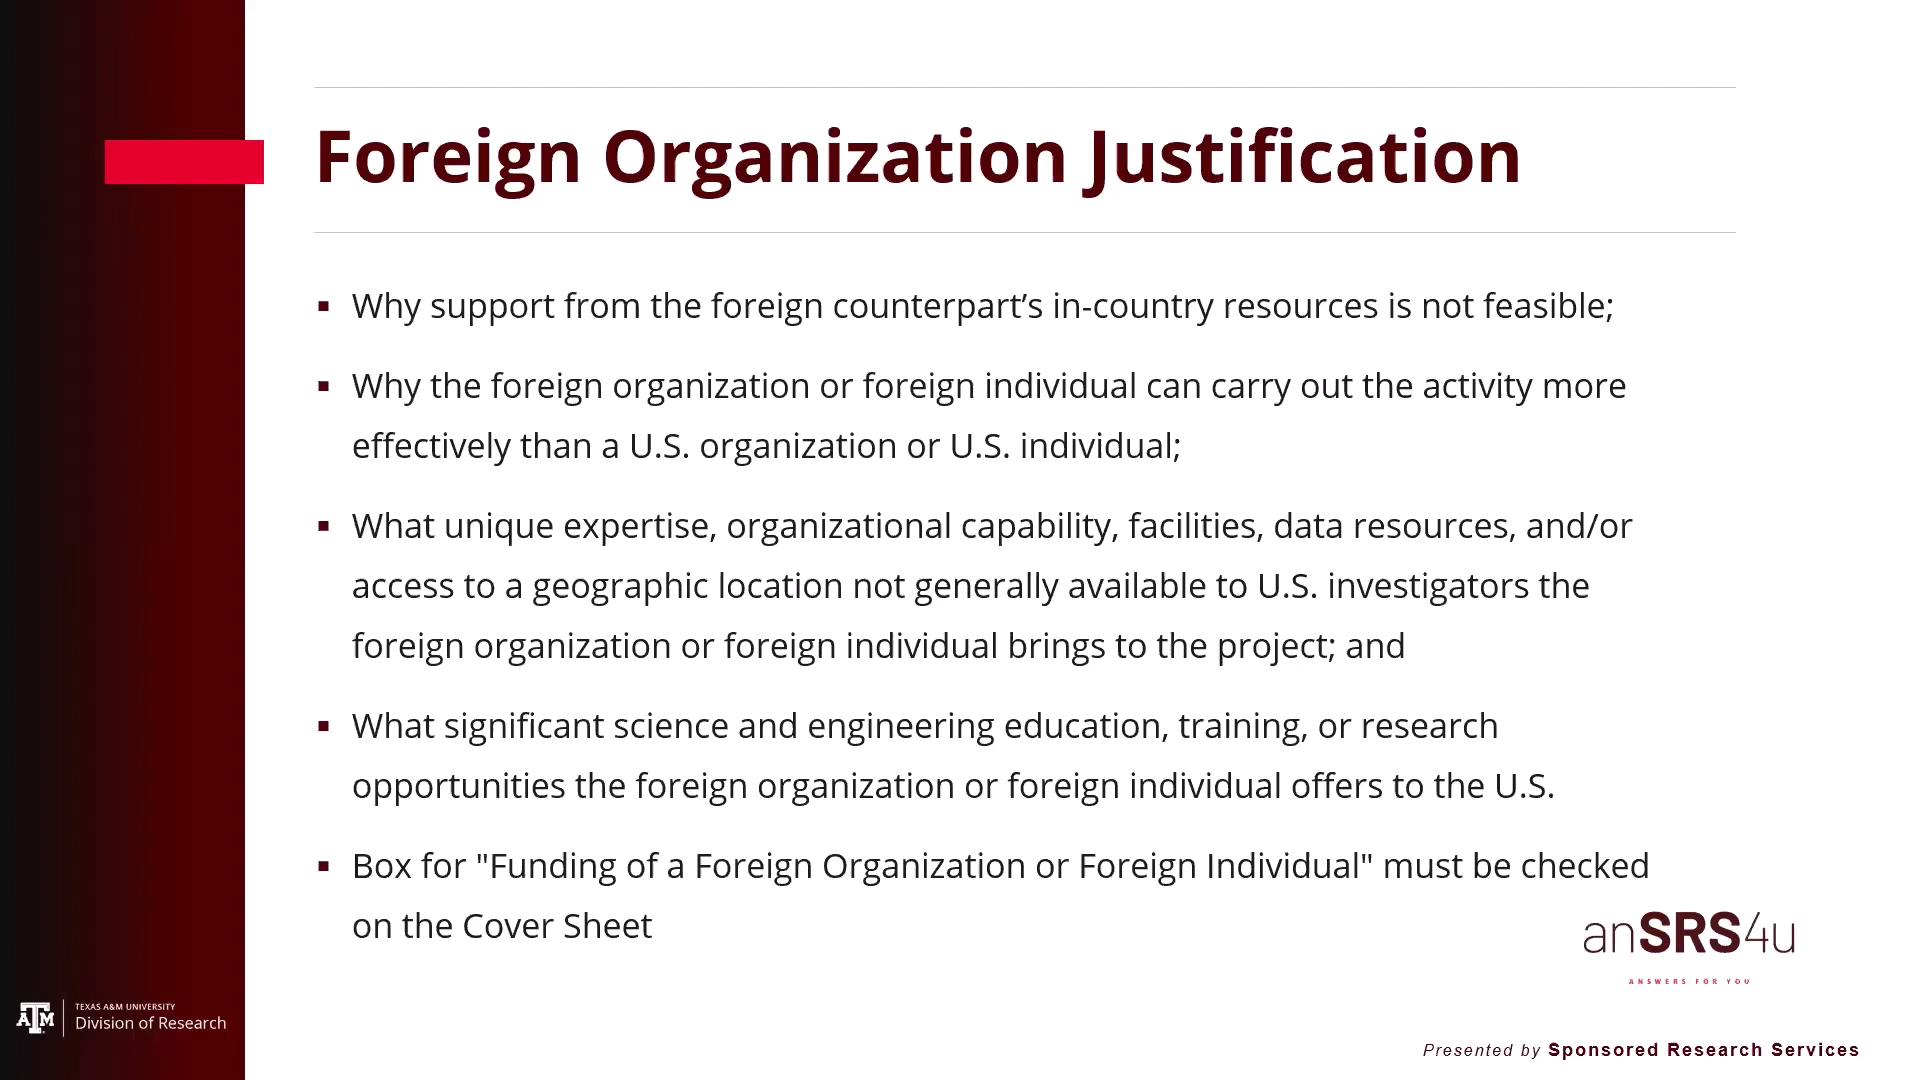 Foreign Organization Justification
▪ Why support from the foreign counterpart’s in-country resources is not feasible;
▪ Why the foreign organization or foreign individual can carry out the activity more
effectively than a U.S. organization or U.S. individual;
▪ What unique expertise, organizational capability, facilities, data resources, and/or
access to a geographic location not generally available to U.S. investigators the
foreign organization or foreign individual brings to the project; and
▪ What significant science and engineering education, training, or research
opportunities the foreign organization or foreign individual offers to the U.S.
▪ Box for "Funding of a Foreign Organization or Foreign Individual" must be checked
on the Cover Sheet
anSRS4u
ANSWERS FOR YOU
ATM
TEXAS A&M UNIVERSITY
Division of Research
Presented by Sponsored Research Services